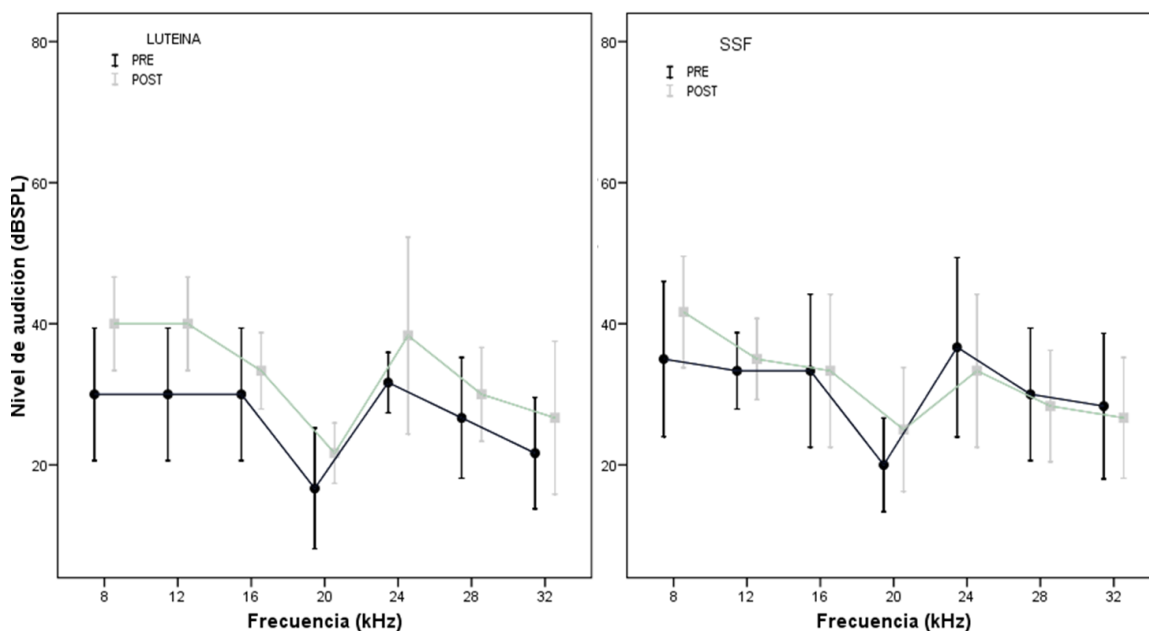 LUTEINA
PRE
POST
80
60
40
20
Nivel de audición (dBSPL)
8 12 16 20 24 28 32
Frecuencia (kHz)
SSF
PRE
POST
80
60
40
20
8 12 16 20 24 28 32
Frecuencia (kHz)